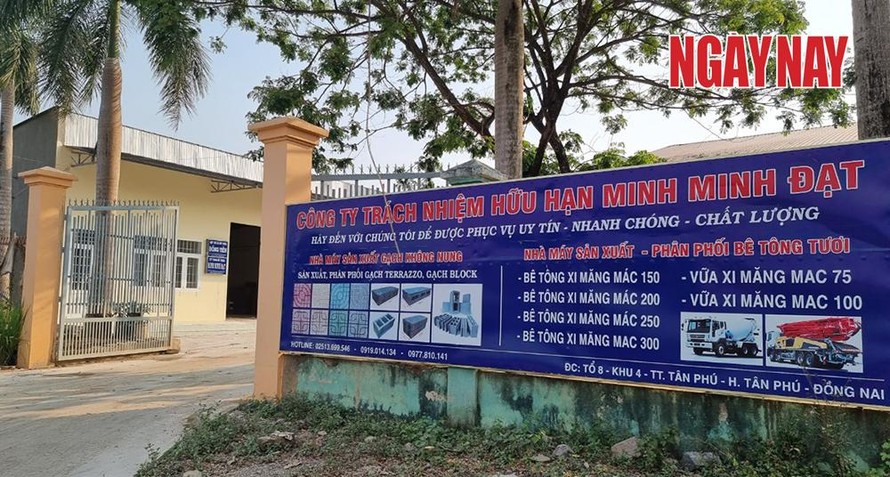 NGAY NAY
CÔNG TY TRÁCH NHIỆM HỮU HẠN MINH MINH ĐẠT
HÃY ĐẾN VỚI CHÚNG TÔI ĐỂ ĐƯỢC PHỤC VỤ UY TÍN - NHANH CHÓNG - CHẤT LƯỢNG
NHÀ MÁY SẢN XUẤT GẠCH KHÔNG NUNG
SẢN XUẤT, PHÂN PHỐI GẠCH TERRAZZO, GẠCH BLOCK
HOTLINE: 02513.699.546 - 0919.014.134 - 0977.810.141
NHÀ MÁY SẢN XUẤT - PHÂN PHỐI BÊ TÔNG TƯƠI
- BÊ TÔNG XI MĂNG MÁC 150
- BÊ TÔNG XI MĂNG MÁC 200
- BÊ TÔNG XI MĂNG MÁC 250
- BÊ TÔNG XI MĂNG MAC 300
- VỮA XI MĂNG MAC 75
- VỮA XI MĂNG MAC 100
ĐC: TỔ 8 - KHU 4 - TT. TÂN PHÚ - H. TÂN PHÚ - ĐỒNG NAI